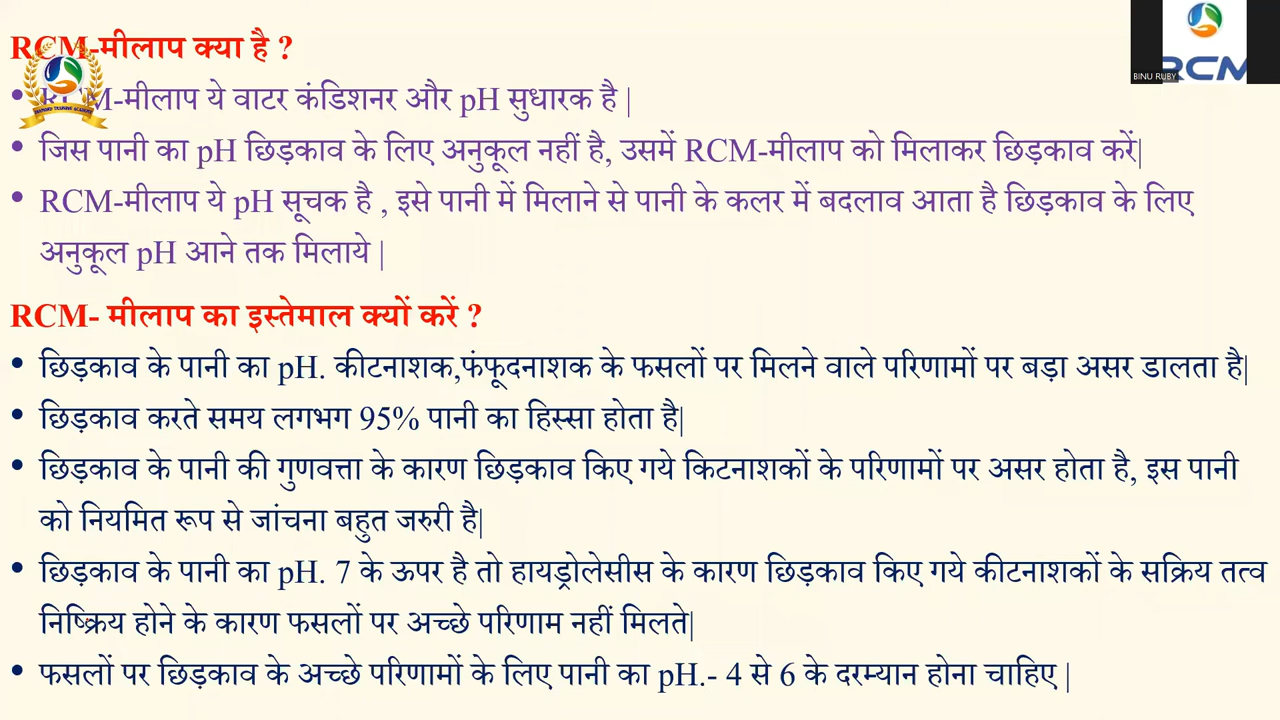 RCM-मीलाप क्या है ?
RCM-मीलाप ये वाटर कंडिशनर और pH सुधारक है |
जिस पानी का pH छिड़काव के लिए अनुकूल नहीं है, उसमें RCM-मीलाप को मिलाकर छिड़काव करें|
RCM-मीलाप ये pH सूचक है , इसे पानी में मिलाने से पानी के कलर में बदलाव आता है छिड़काव के लिए
अनुकूल pH आने तक मिलाये |
RCM- मीलाप का इस्तेमाल क्यों करें ?
छिड़काव के पानी का pH. कीटनाशक,फंफूदनाशक के फसलों पर मिलने वाले परिणामों पर बड़ा असर डालता है|
छिड़काव करते समय लगभग 95% पानी का हिस्सा होता है|
छिड़काव के पानी की गुणवत्ता के कारण छिड़काव किए गये किटनाशकों के परिणामों पर असर होता है, इस पानी
को नियमित रूप से जांचना बहुत जरुरी है|
छिड़काव के पानी का pH. 7 के ऊपर है तो हायड्रोलेसीस के कारण छिड़काव किए गये कीटनाशकों के सक्रिय तत्व
निष्क्रिय होने के कारण फसलों पर अच्छे परिणाम नहीं मिलते|
फसलों पर छिड़काव के अच्छे परिणामों के लिए पानी का pH.- 4 से 6 के दरम्यान होना चाहिए |
RCM
BINU RUBY